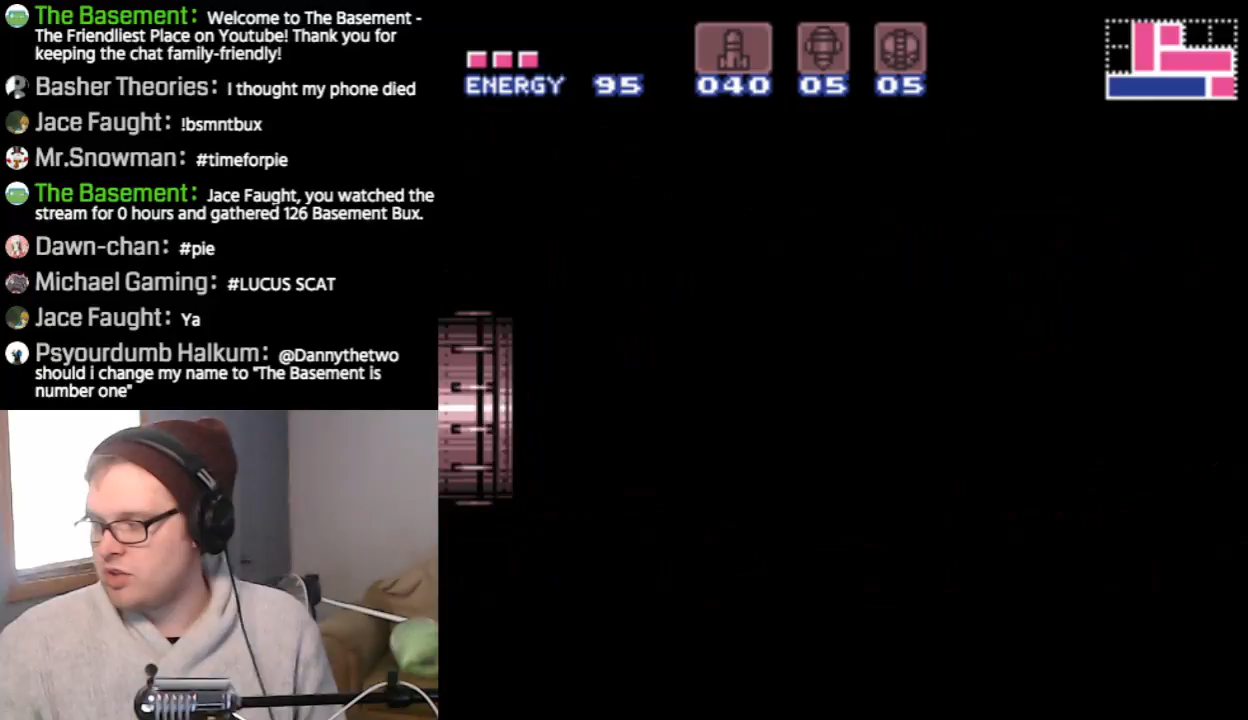 The Basement: Welcome to The Basement -
The Friendliest Place on Youtube! Thank you for
keeping the chat family-friendly!
Basher Theories: I thought my phone died
Jace Faught: !bsmntbux
Mr.Snowman: #timeforpie
The Basement: Jace Faught, you watched the
stream for 0 hours and gathered 126 Basement Bux.
Dawn-chan: #pie
Michael Gaming: #LUCUS SCAT
Jace Faught: Ya
Psyourdumb Halkum: @Dannythetwo
should i change my name to "The Basement is
number one"
ENERGY 95 040 05 05